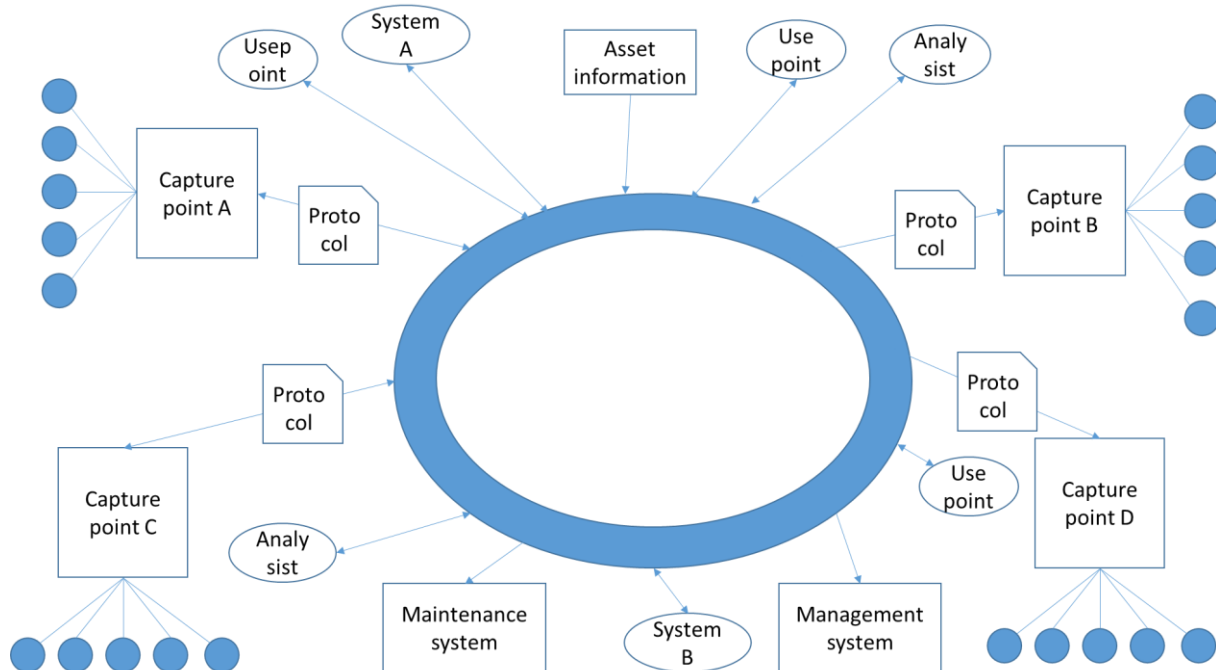 System
A
Usep
oint
Asset
information
Use
point
Analy
sist
Capture
point A
Proto
col
Proto
col
Capture
point B
Proto
col
Proto
col
Capture
point C
Use
point
Capture
point D
Analy
sist
Maintenance
system
System
B
Management
system